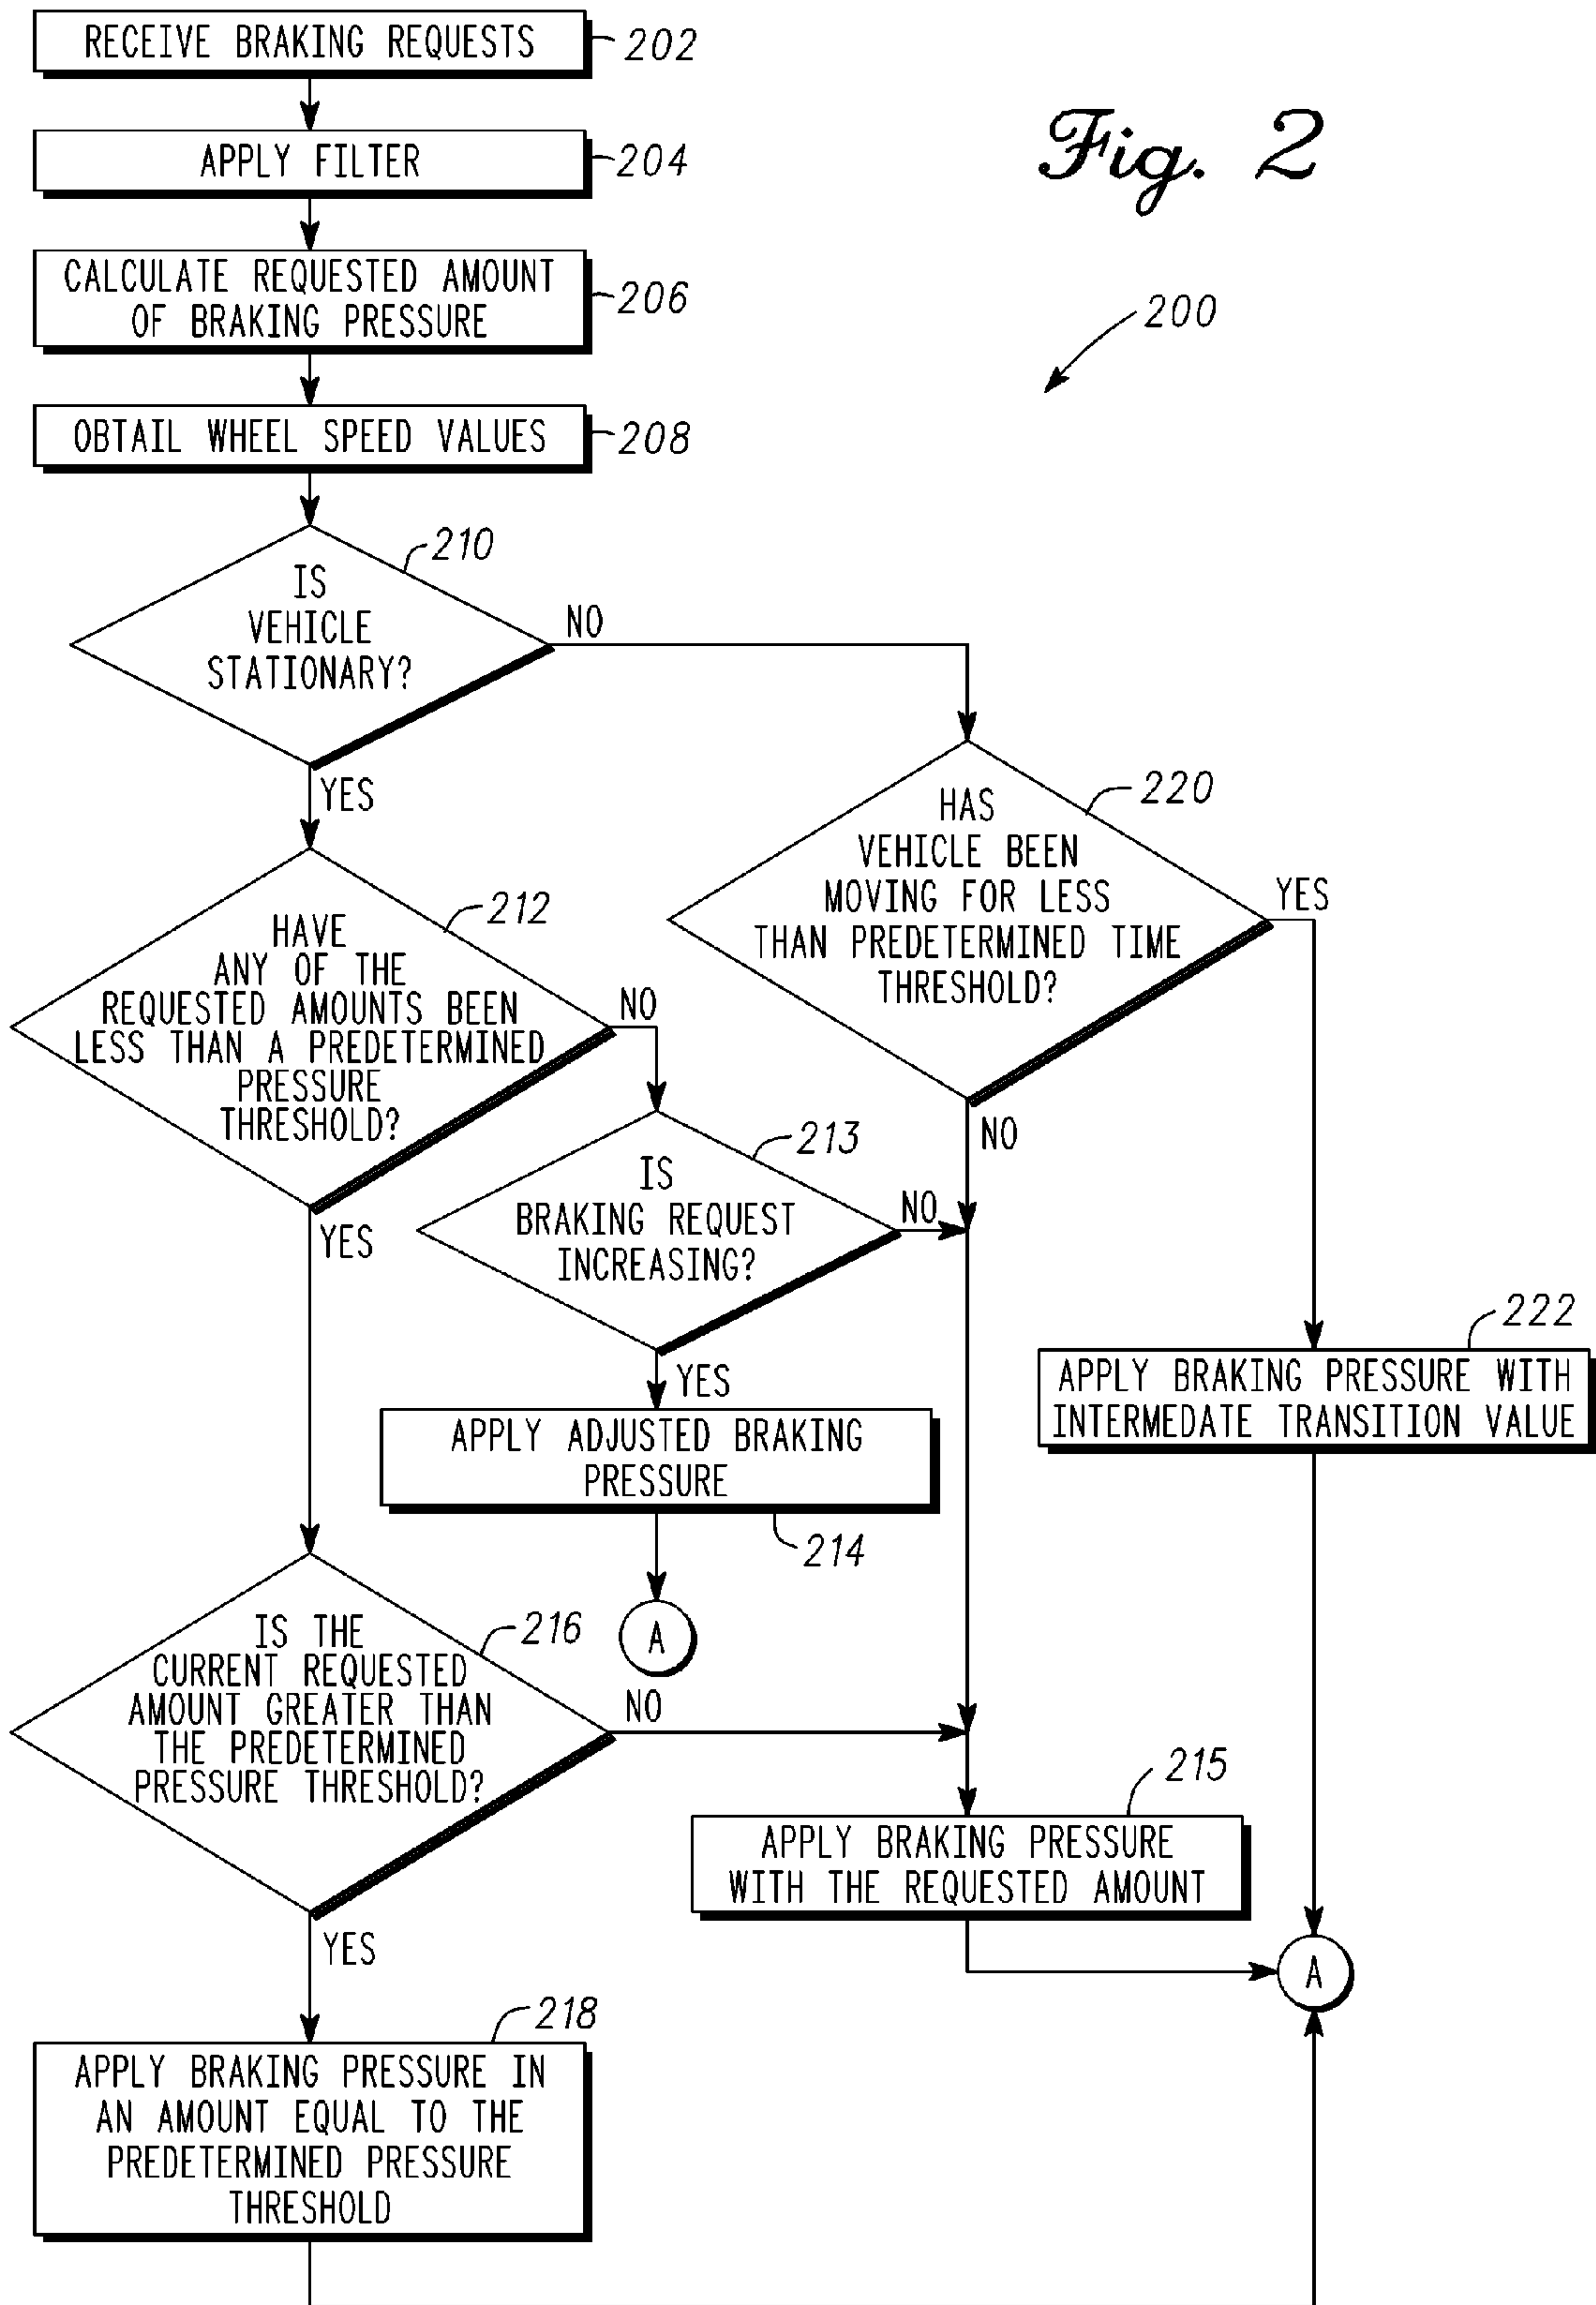 RECEIVE BRAKING REQUESTS
202
Fig. 2
APPLY FILTER
204
CALCULATE REQUESTED AMOUNT
OF BRAKING PRESSURE
206
200
OBTAIL WHEEL SPEED VALUES
208
210
IS
VEHICLE
STATIONARY?
NO
YES
220
HAS
VEHICLE BEEN
MOVING FOR LESS
THAN PREDETERMINED TIME
THRESHOLD?
YES
NO
212
HAVE
ANY OF THE
REQUESTED AMOUNTS BEEN
LESS THAN A PREDETERMINED
PRESSURE
THRESHOLD?
NO
YES
213
IS
BRAKING REQUEST
INCREASING?
NO
YES
222
APPLY BRAKING PRESSURE WITH
INTERMEDATE TRANSITION VALUE
APPLY ADJUSTED BRAKING
PRESSURE
214
A
216
IS THE
CURRENT REQUESTED
AMOUNT GREATER THAN
THE PREDETERMINED
PRESSURE THRESHOLD?
NO
YES
215
APPLY BRAKING PRESSURE
WITH THE REQUESTED AMOUNT
A
218
APPLY BRAKING PRESSURE IN
AN AMOUNT EQUAL TO THE
PREDETERMINED PRESSURE
THRESHOLD